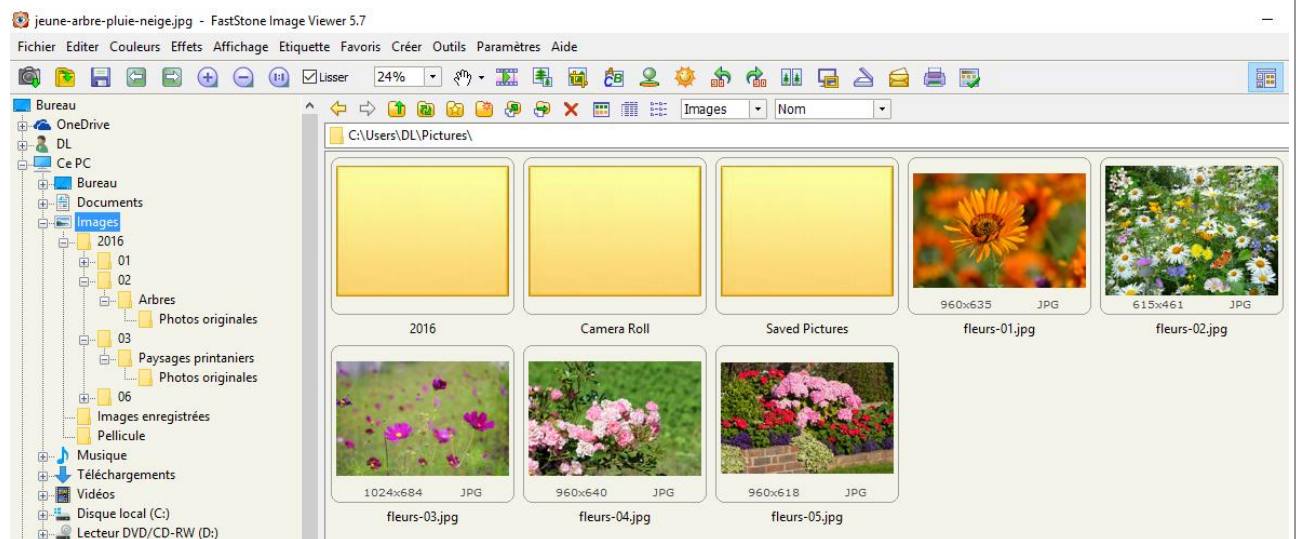 jeune-arbre-pluie-neige.jpg - FastStone Image Viewer 5.7
Fichier Editer Couleurs Effets Affichage Etiquette Favoris Créer Outils Paramètres Aide
1:1 Lisser 24% CB
Bureau
OneDrive
DL
Ce PC
Bureau
Documents
Images
2016
01
02
Arbres
Photos originales
03
Paysages printaniers
Photos originales
06
Images enregistrées
Pellicule
Musique
Téléchargements
Vidéos
Disque local (C:)
Lecteur DVD/CD-RW (D:)
Images Nom
C:\Users\DL\Pictures\
960x635 JPG
615x461 JPG
2016
Camera Roll
Saved Pictures
fleurs-01.jpg
fleurs-02.jpg
1024x684 JPG
960x640 JPG
960x618 JPG
fleurs-03.jpg
fleurs-04.jpg
fleurs-05.jpg